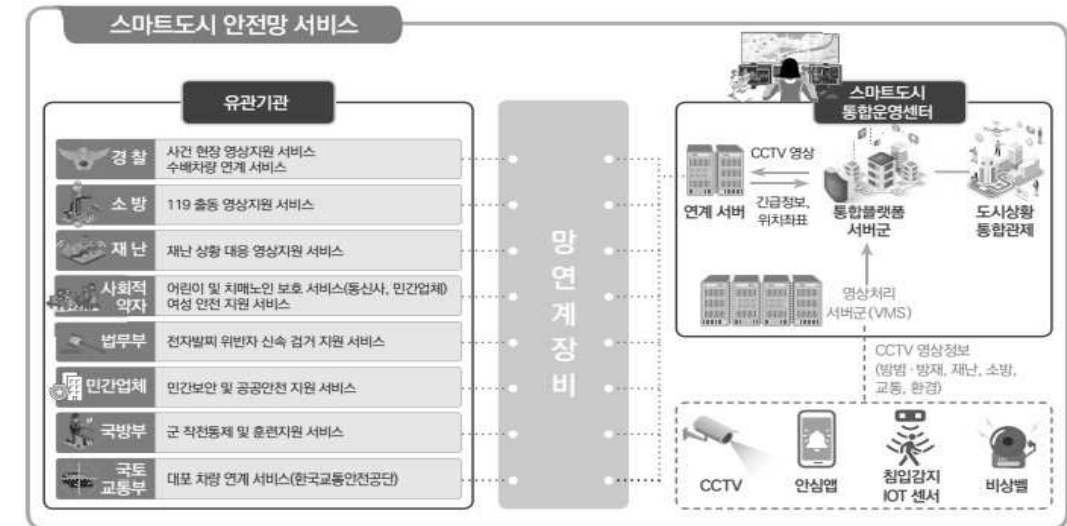 스마트도시 안전망 서비스
유관기관
경찰
사건 현장 영상지원 서비스
수배차량 연계 서비스
소방
119 출동 영상지원 서비스
재난
재난 상황 대응 영상지원 서비스
사회적
약자
어린이 및 치매노인 보호 서비스(통신사, 민간업체)
여성 안전 지원 서비스
법무부
전자발찌 위반자 신속 검거 지원 서비스
민간업체
민간보안 및 공공안전 지원 서비스
국방부
군 작전통제 및 훈련지원 서비스
국토
교통부
대포 차량 연계 서비스(한국교통안전공단)
망연계장비
스마트도시
통합운영센터
CCTV 영상
긴급정보,
위치좌표
연계 서버
통합플랫폼
서버군
도시상황
통합관제
영상처리
서버군(VMS)
CCTV 영상정보
(방범·방재, 재난, 소방,
교통, 환경)
CCTV
안심앱
침입감지
IOT 센서
비상벨